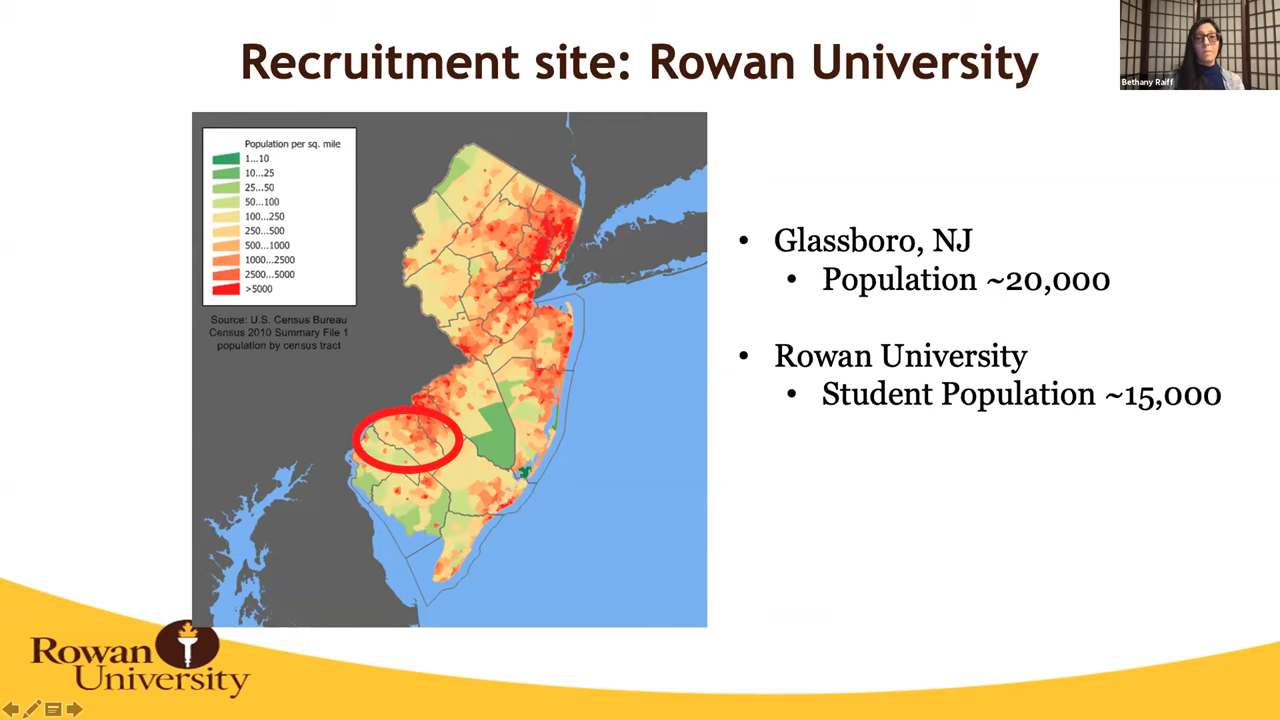 Recruitment site: Rowan University
Bethany Raiff
Population per sq. mile
1...10
10...25
25...50
50...100
100...250
250...500
500...1000
1000...2500
2500...5000
>5000
Source: U.S. Census Bureau
Census 2010 Summary File 1
population by census tract
• Glassboro, NJ
• Population ~20,000
• Rowan University
• Student Population ~15,000
Rowan
University